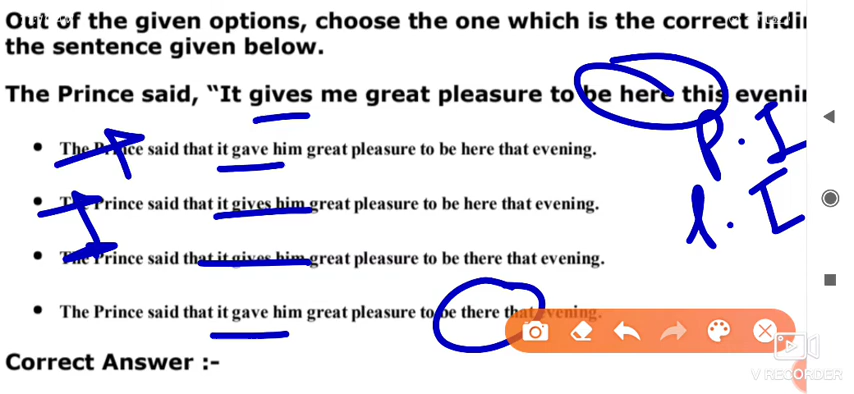 Out of the given options, choose the one which is the correct indir
the sentence given below.
The Prince said, “It gives me great pleasure to be here this evenin
P. I
The Prince said that it gave him great pleasure to be here that evening.
The Prince said that it gives him great pleasure to be here that evening.
l. I
The Prince said that it gives him great pleasure to be there that evening.
The Prince said that it gave him great pleasure to be there that evening.
V RECORDER
Correct Answer :-